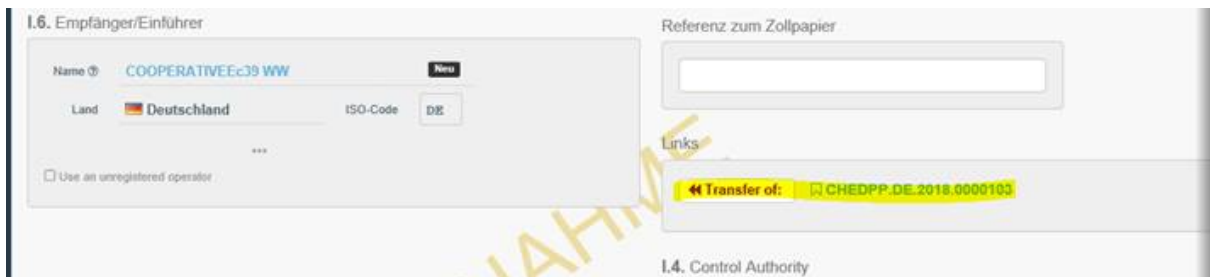 I.6. Empfänger/Einführer
Name
COOPERATIVEEc39 WW
Neu
Land
Deutschland
ISO-Code
DE
•••
Use an unregistered operator
Referenz zum Zollpapier
Links
Transfer of:
CHEDPP.DE.2018.0000103
I.4. Control Authority